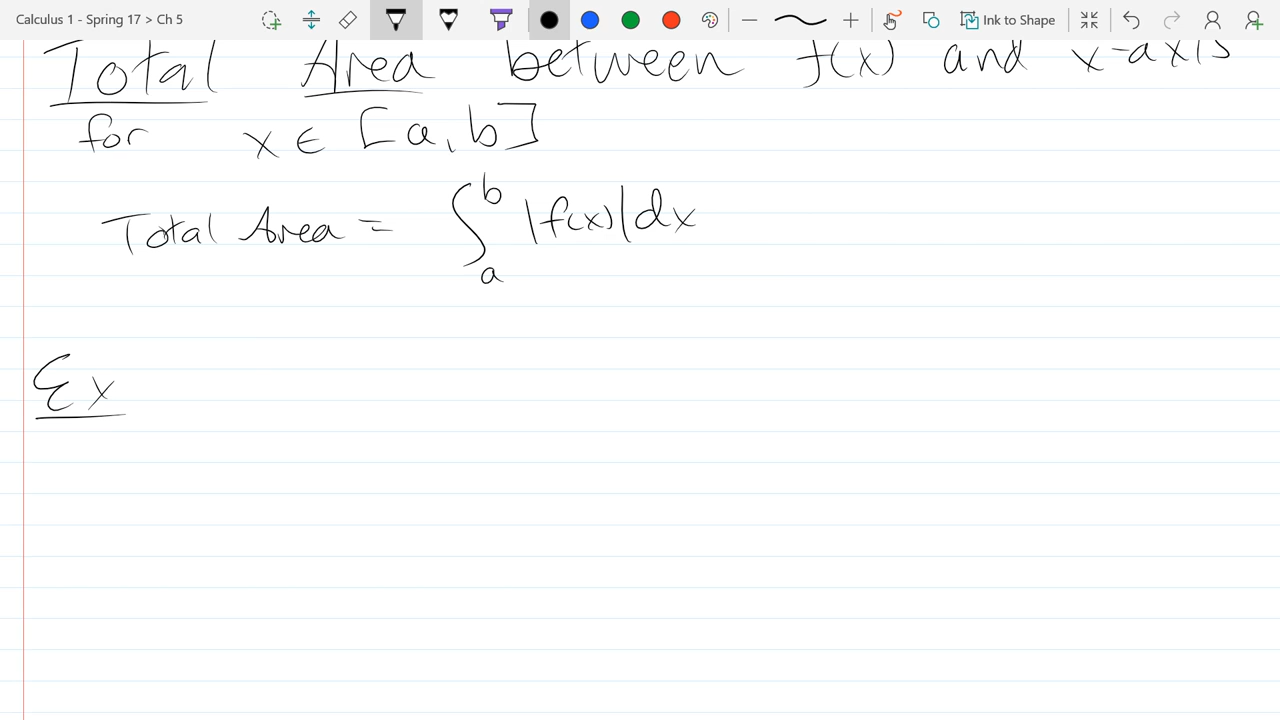 Calculus 1 - Spring 17 > Ch 5
Ink to Shape
Total Area between f(x) and x-axis
for x ∈ [a, b]
Total Area = ∫_a^b |f(x)| dx
Ex